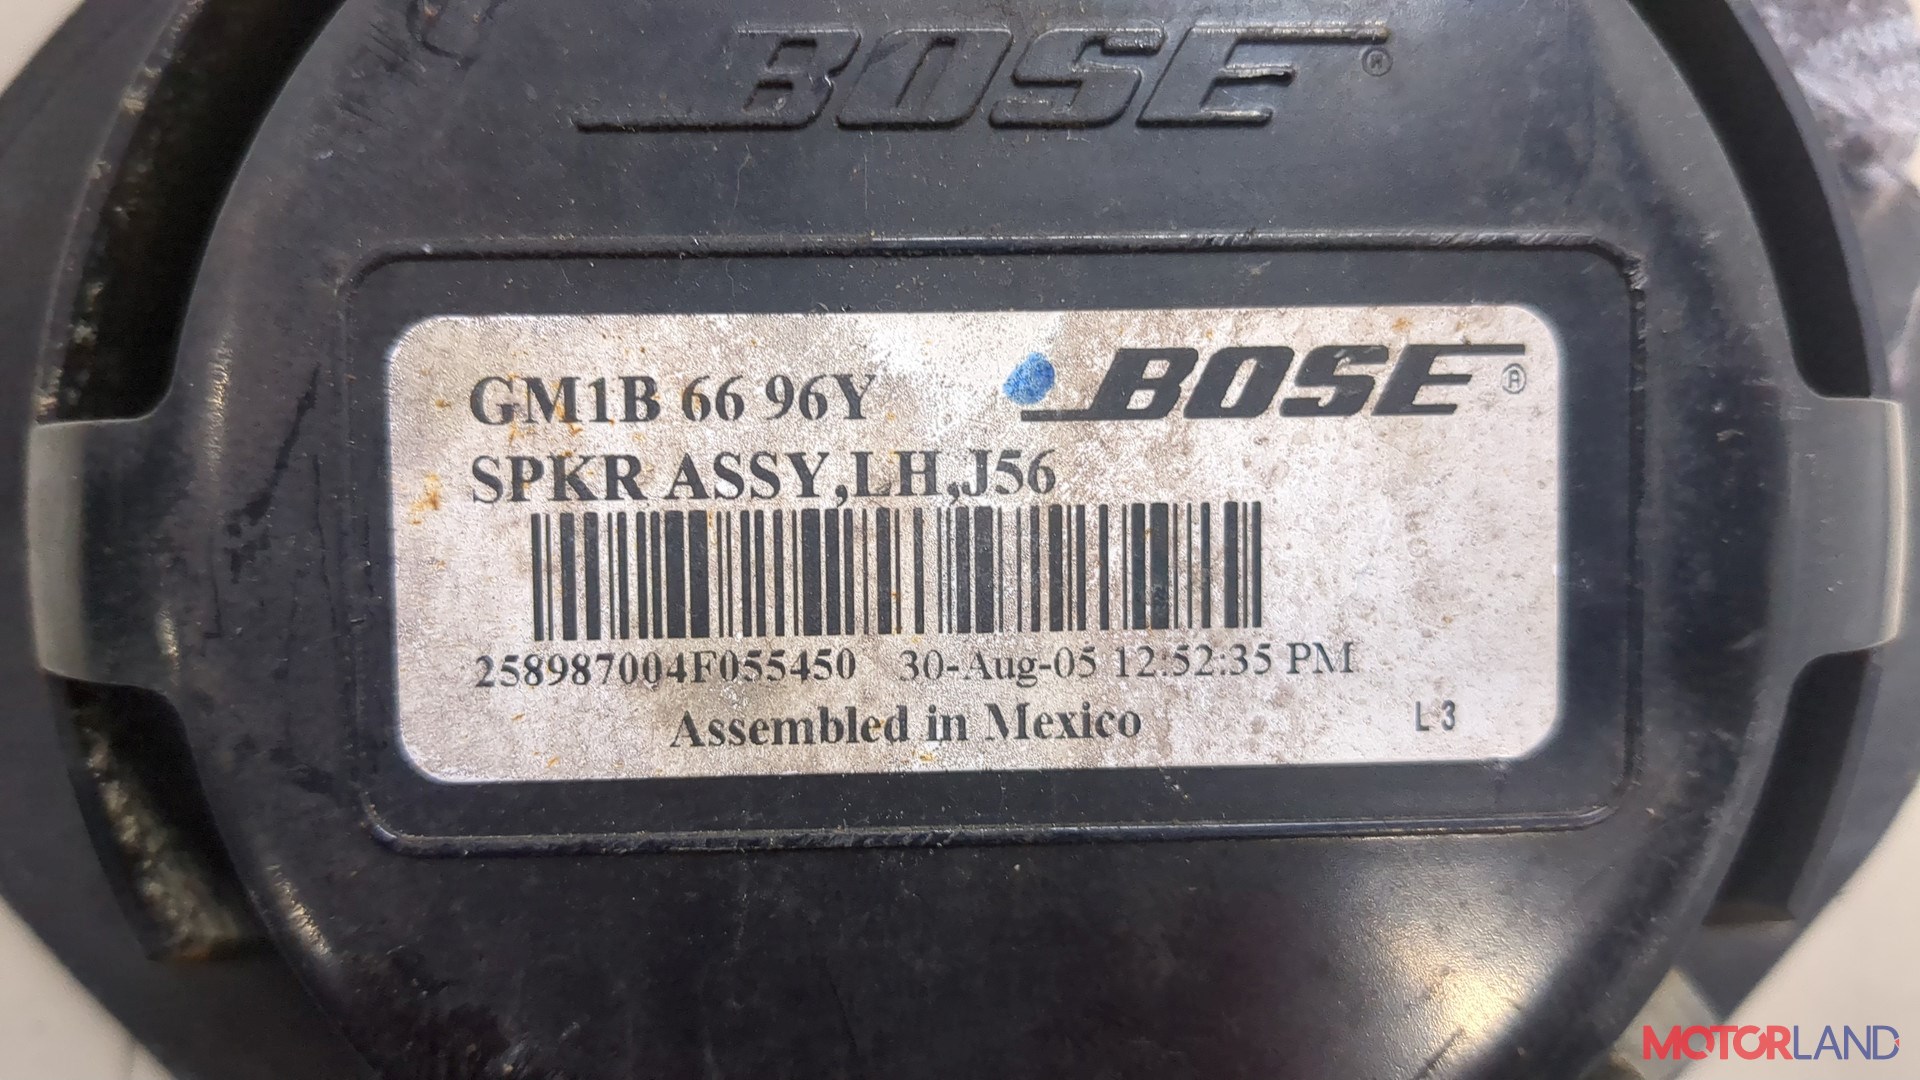 BOSE®
GM1B 66 96Y
BOSE®
SPKR ASSY,LH,J56
258987004F055450 30-Aug-05 12:52:35 PM
Assembled in Mexico
L 3
MOTORLAND